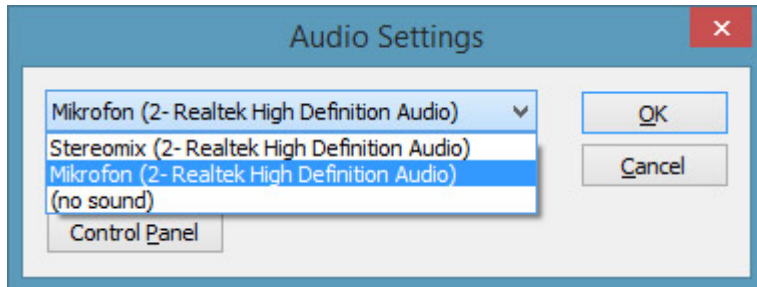 Audio Settings
Mikrofon (2- Realtek High Definition Audio)
OK
Stereomix (2- Realtek High Definition Audio)
Mikrofon (2- Realtek High Definition Audio)
Cancel
(no sound)
Control Panel